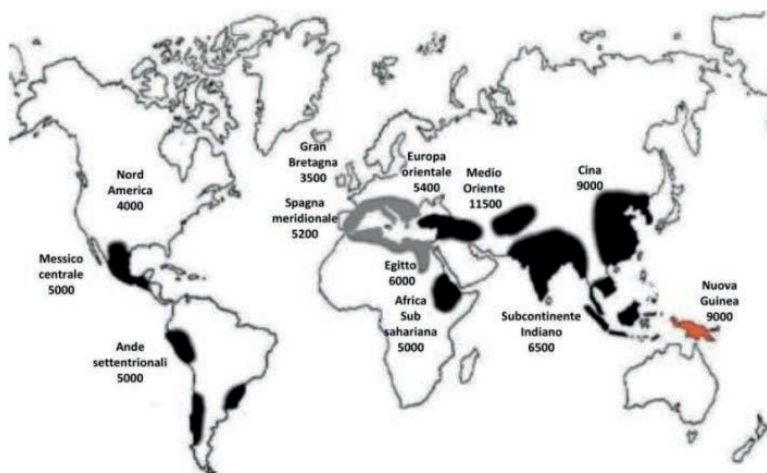 Gran
Bretagna
3500
Europa
orientale
5400
Medio
Oriente
11500
Cina
9000
Nord
America
4000
Spagna
meridionale
5200
Messico
centrale
5000
Egitto
6000
Africa
Sub
sahariana
5000
Subcontinente
Indiano
6500
Nuova
Guinea
9000
Ande
settentrionali
5000